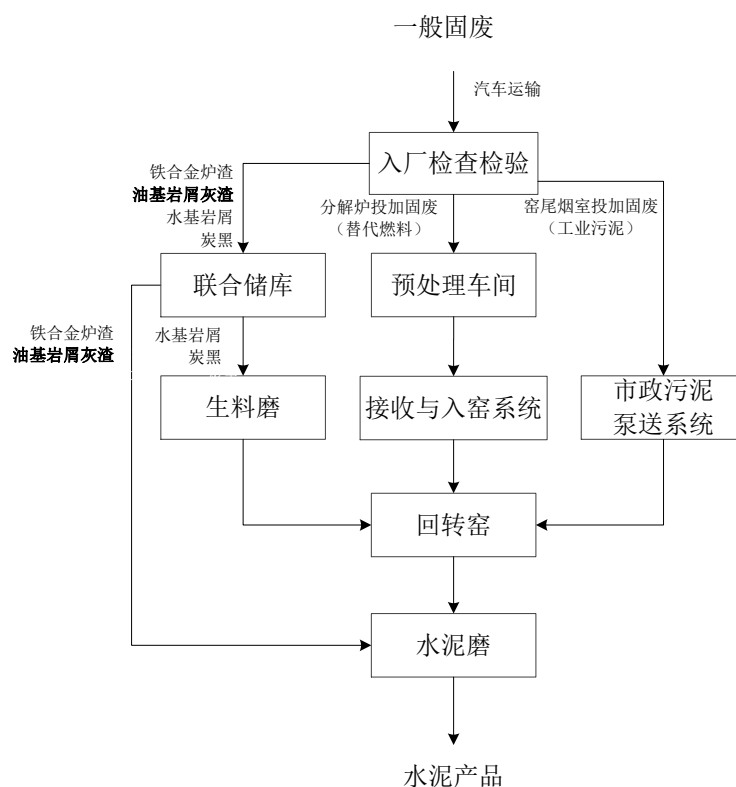 一般固废
汽车运输
入厂检查检验
铁合金炉渣
油基岩屑灰渣
水基岩屑
炭黑
分解炉投加固废
（替代燃料）
窑尾烟室投加固废
（工业污泥）
联合储库
预处理车间
铁合金炉渣
油基岩屑灰渣
水基岩屑
炭黑
生料磨
接收与入窑系统
市政污泥
泵送系统
回转窑
水泥磨
水泥产品